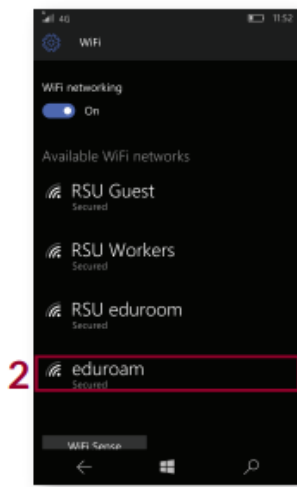 4G 11:52
WiFi
WiFi networking
On
Available WiFi networks
RSU Guest
Secured
RSU Workers
Secured
RSU eduroom
Secured
2
eduroam
Secured
WiFi Sense